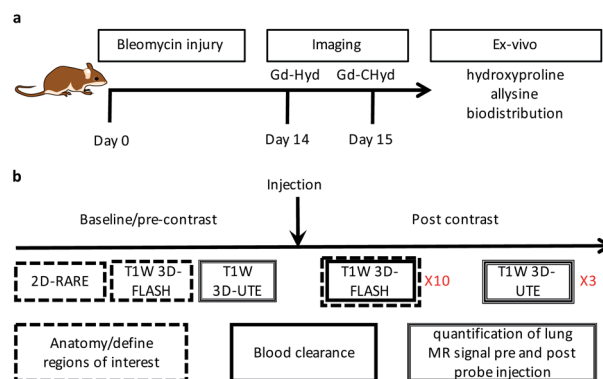 a
Bleomycin injury
Imaging
Ex-vivo
Gd-Hyd
Gd-CHyd
hydroxyproline
allysine
biodistribution
Day 0
Day 14
Day 15
b
Injection
Baseline/pre-contrast
Post contrast
2D-RARE
T1W 3D-
FLASH
T1W
3D-UTE
T1W 3D-
FLASH
X10
T1W 3D-
UTE
X3
Anatomy/define
regions of interest
Blood clearance
quantification of lung
MR signal pre and post
probe injection